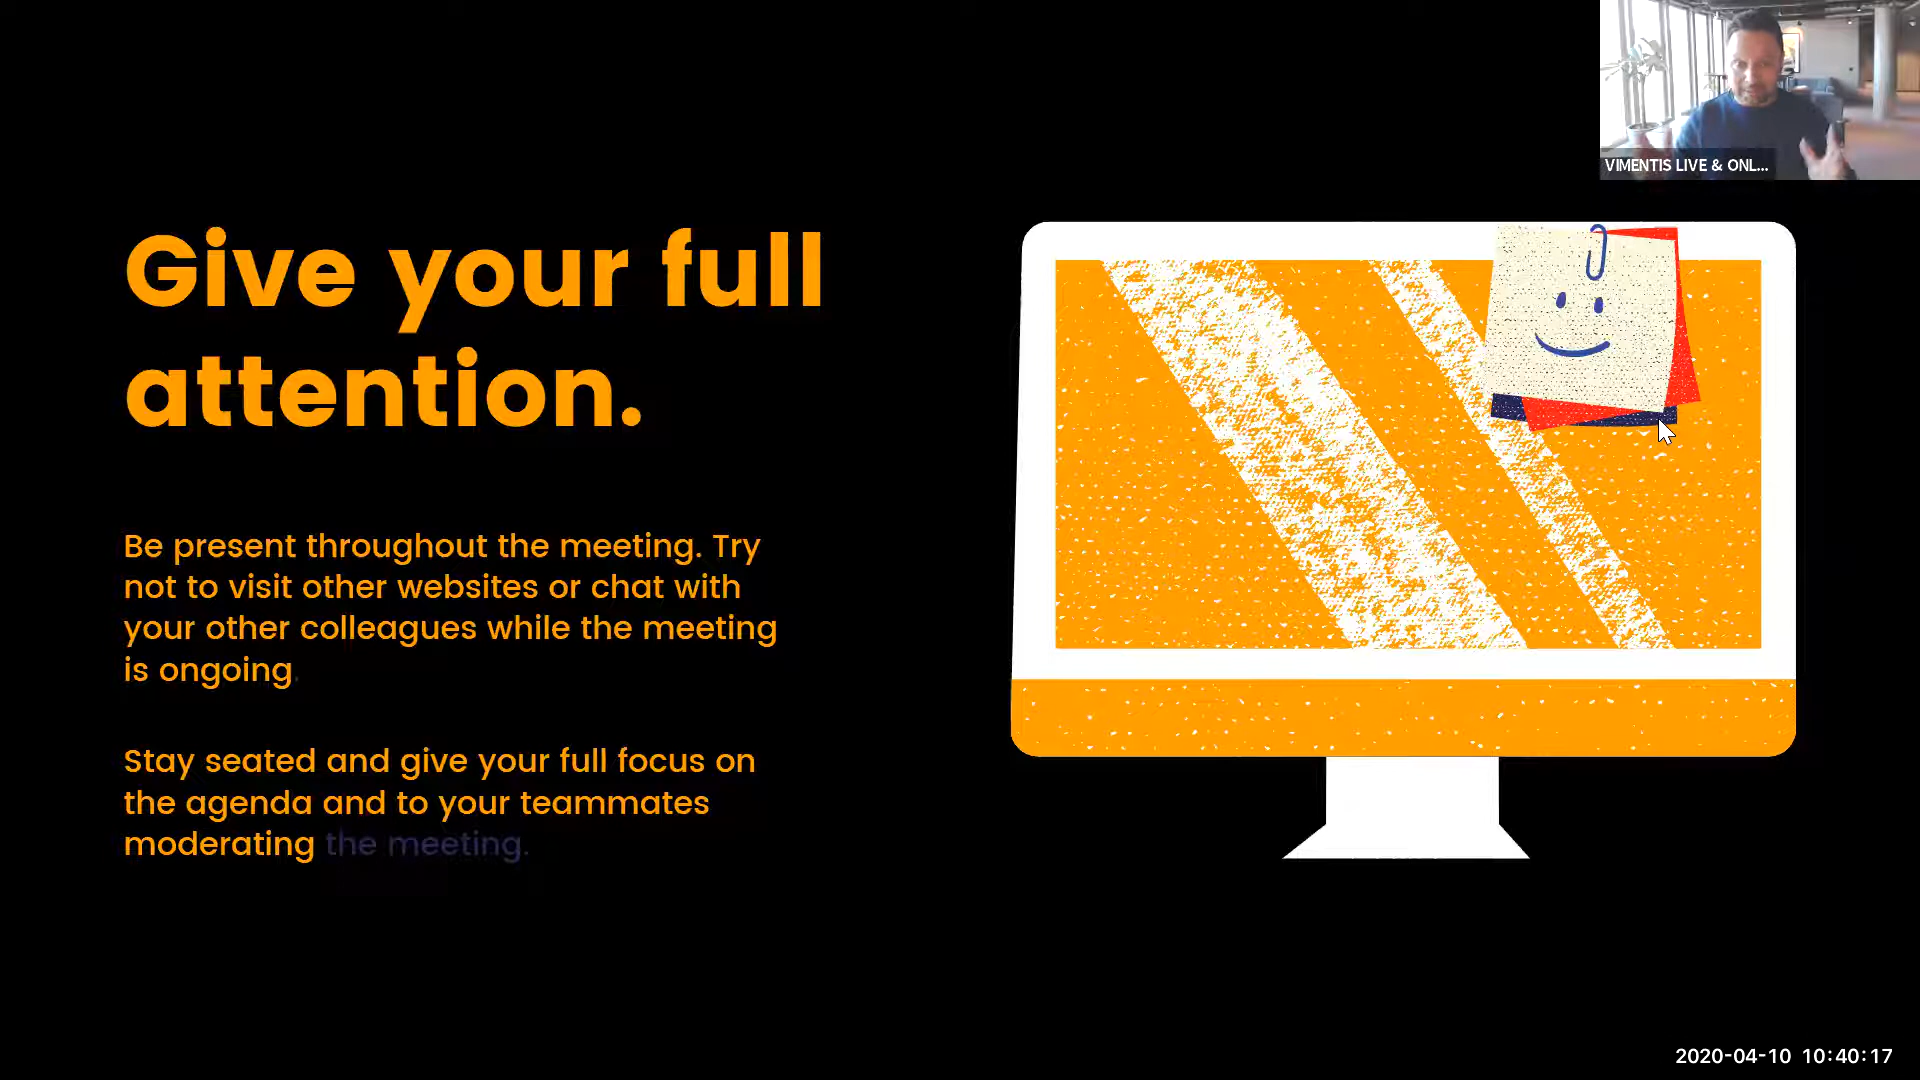 VIMENTIS LIVE & ONL...
Give your full
attention.
Be present throughout the meeting. Try
not to visit other websites or chat with
your other colleagues while the meeting
is ongoing.
Stay seated and give your full focus on
the agenda and to your teammates
moderating the meeting.
2020-04-10 10:40:17